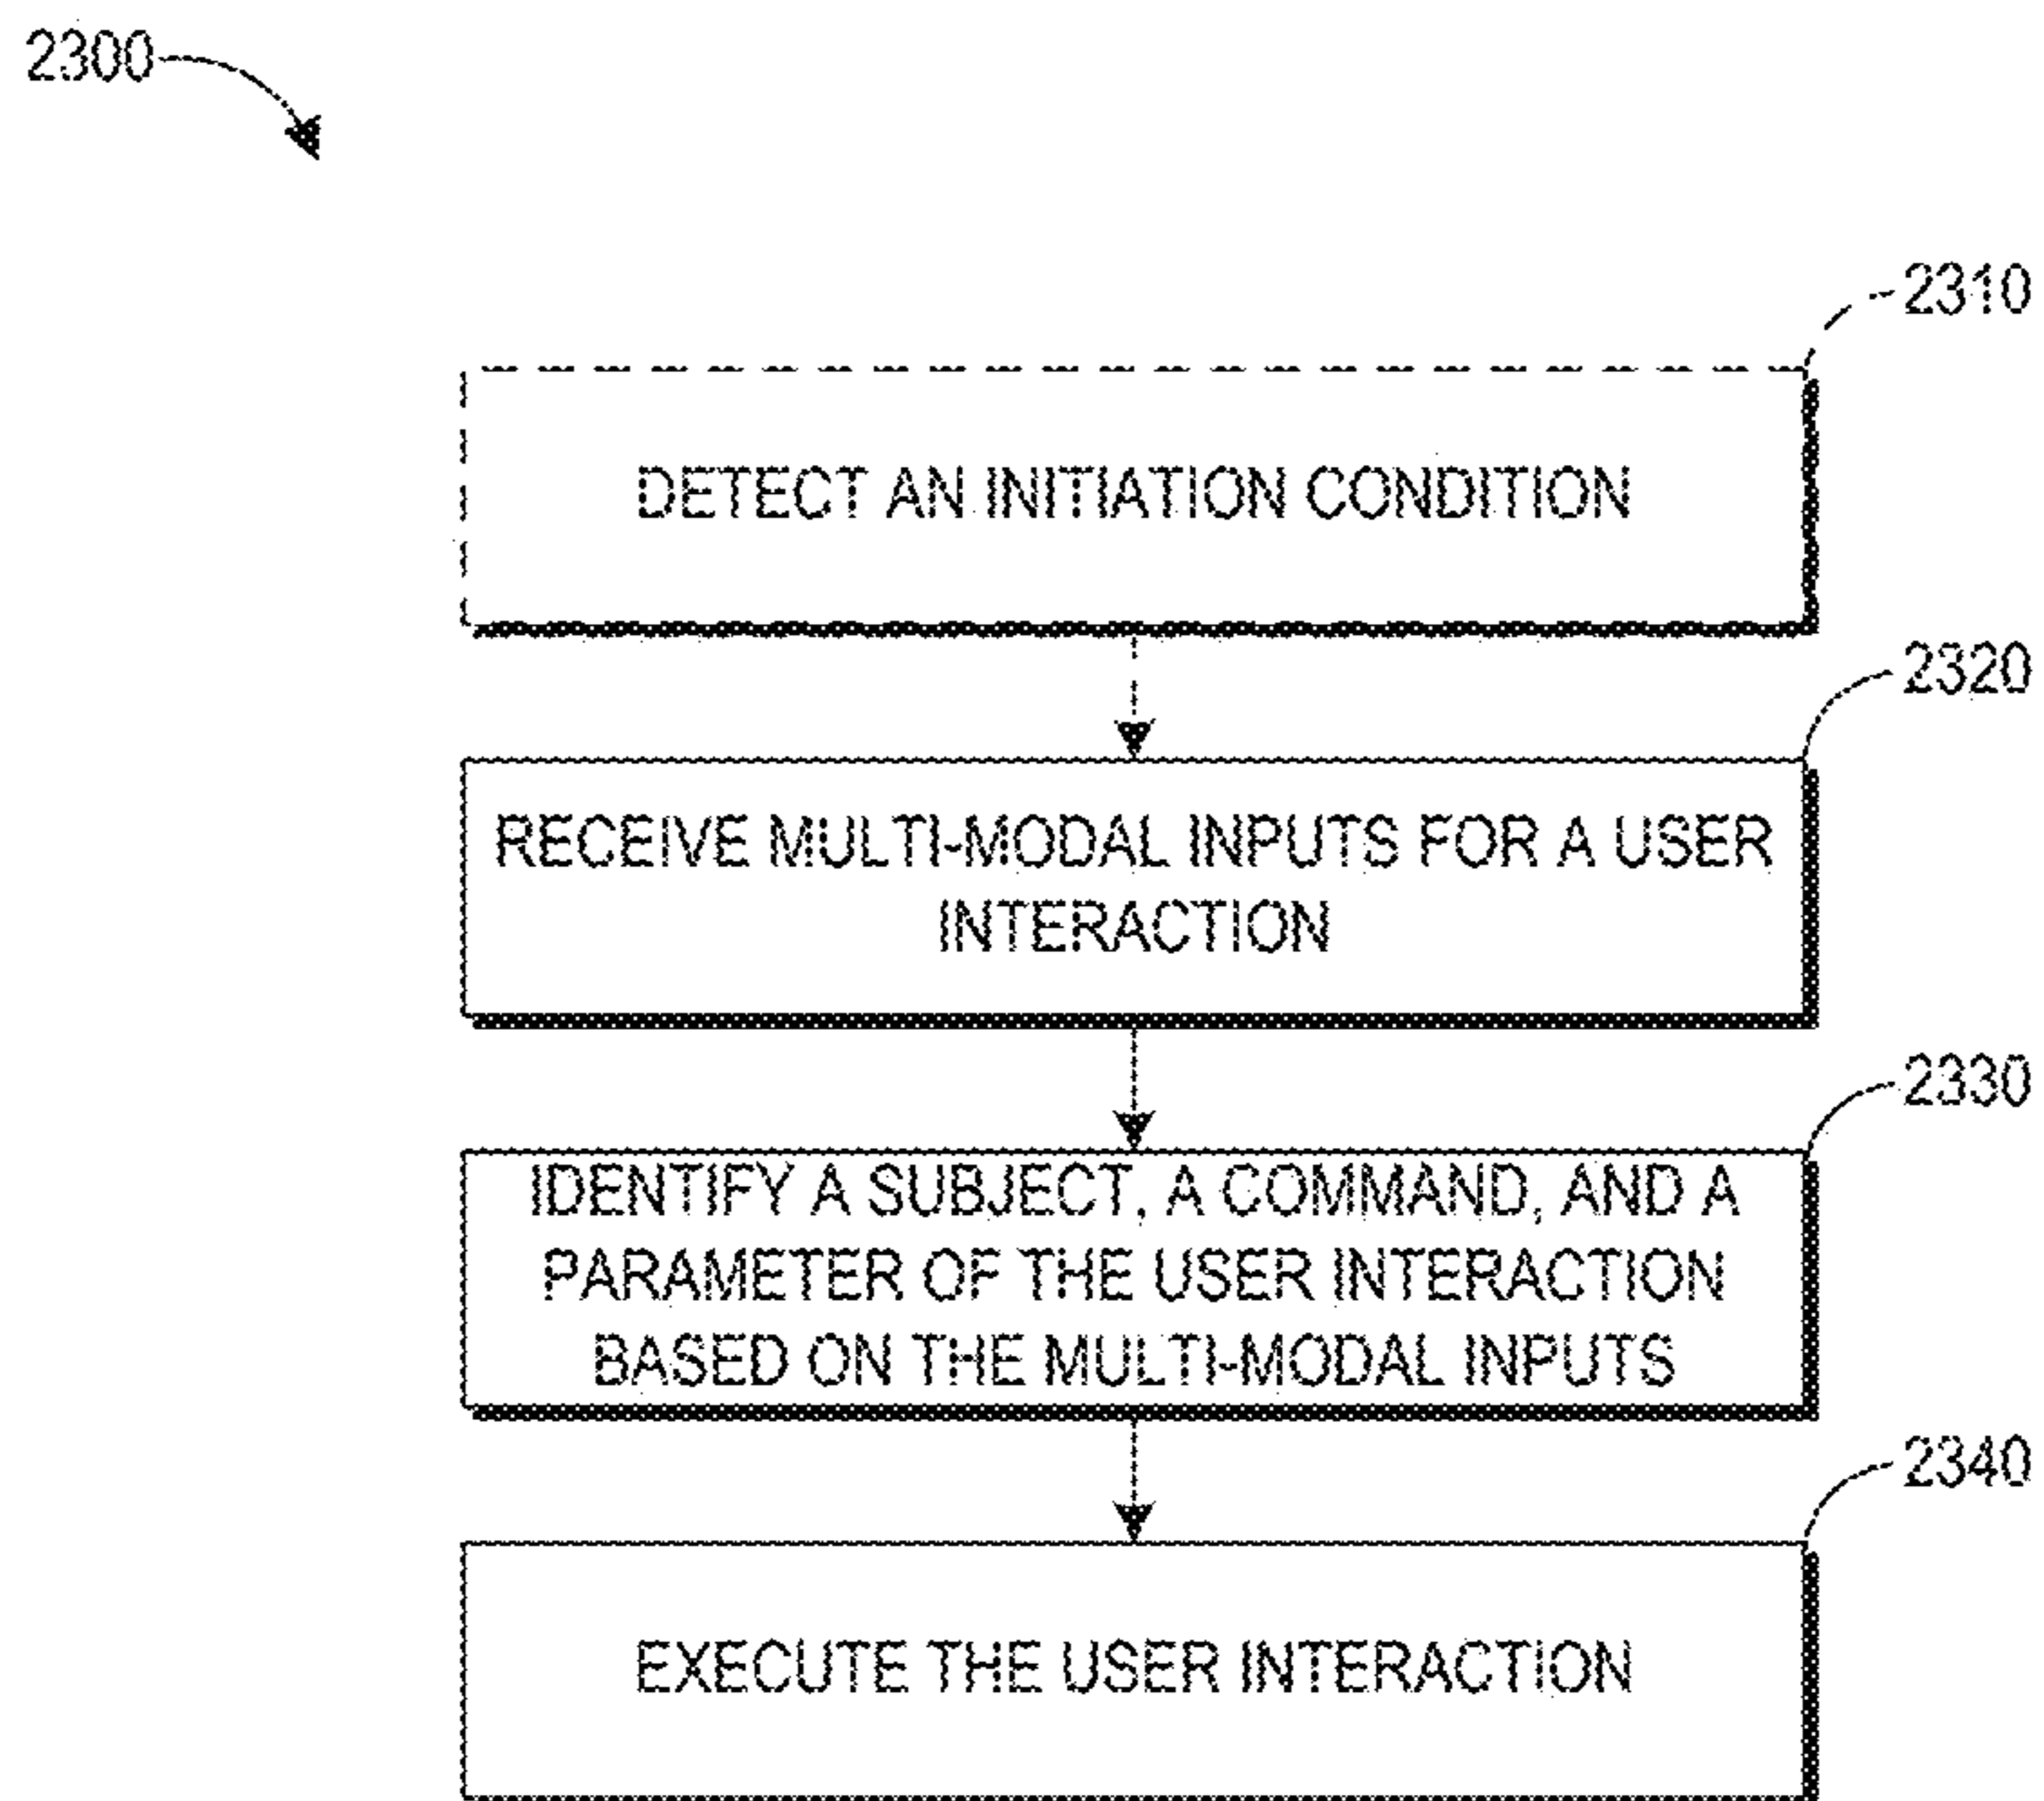 2300
2310
DETECT AN INITIATION CONDITION
2320
RECEIVE MULTI-MODAL INPUTS FOR A USER
INTERACTION
2330
IDENTIFY A SUBJECT, A COMMAND, AND A
PARAMETER OF THE USER INTERACTION
BASED ON THE MULTI-MODAL INPUTS
2340
EXECUTE THE USER INTERACTION